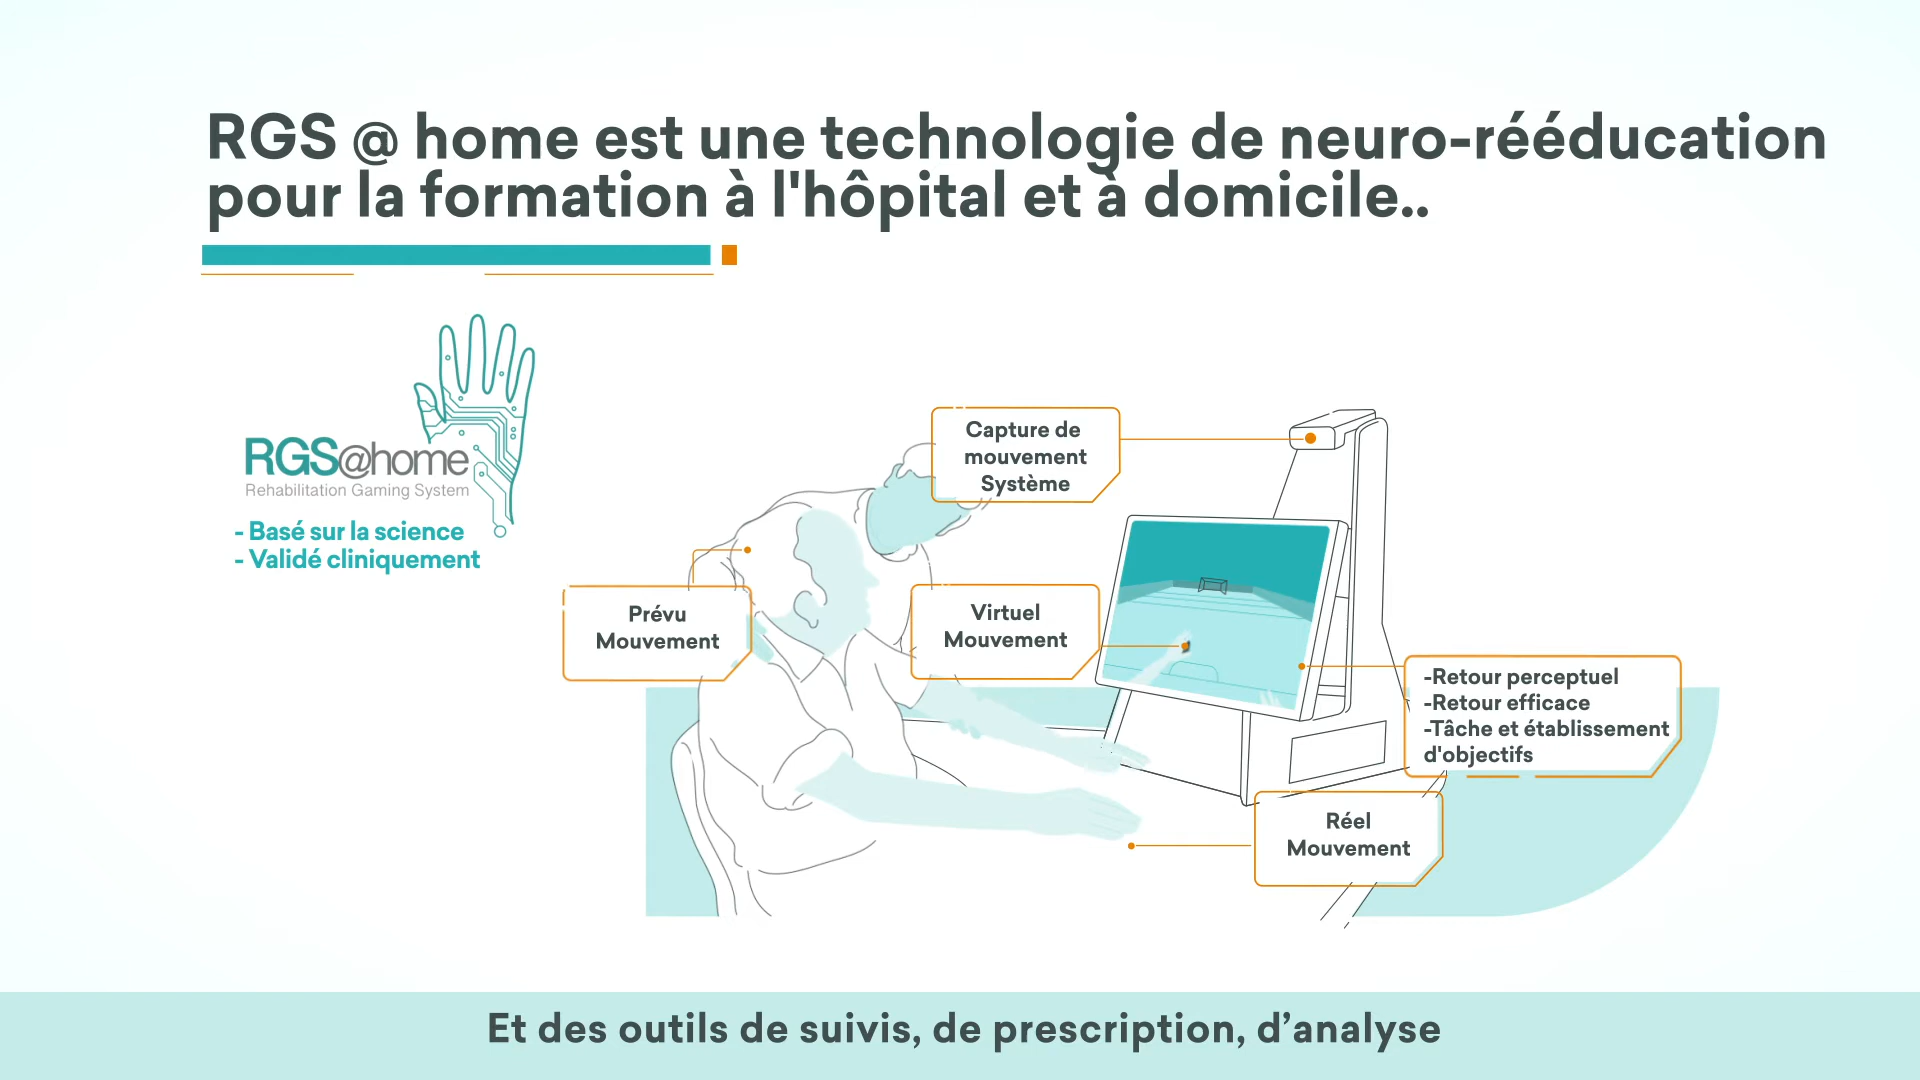 RGS @ home est une technologie de neuro-rééducation
pour la formation à l'hôpital et à domicile..
RGS@home
Rehabilitation Gaming System
- Basé sur la science
- Validé cliniquement
Capture de
mouvement
Système
Prévu
Mouvement
Virtuel
Mouvement
-Retour perceptuel
-Retour efficace
-Tâche et établissement
d'objectifs
Réel
Mouvement
Et des outils de suivis, de prescription, d’analyse